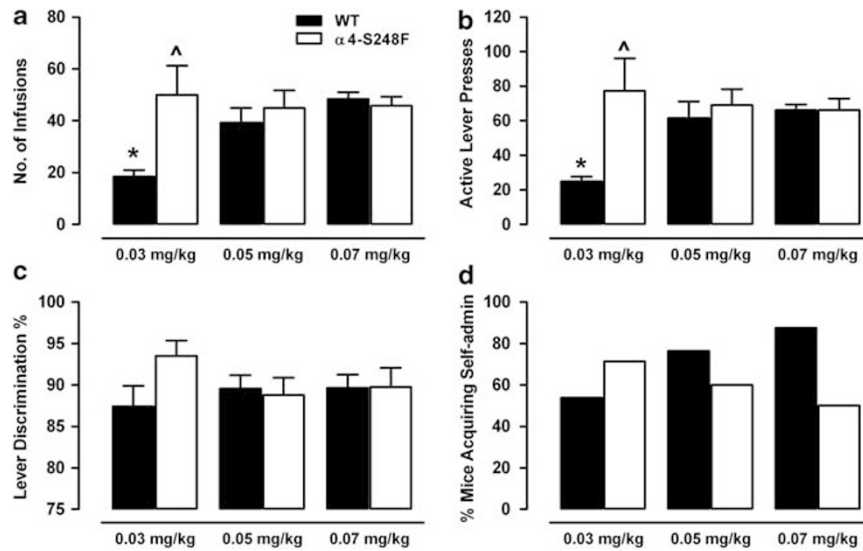 a
80
60
40
20
0
No. of Infusions
*
^
WT
α4-S248F
0.03 mg/kg 0.05 mg/kg 0.07 mg/kg
b
120
100
80
60
40
20
0
Active Lever Presses
*
^
0.03 mg/kg 0.05 mg/kg 0.07 mg/kg
c
100
95
90
85
80
75
Lever Discrimination %
0.03 mg/kg 0.05 mg/kg 0.07 mg/kg
d
100
80
60
40
20
0
% Mice Acquiring Self-admin
0.03 mg/kg 0.05 mg/kg 0.07 mg/kg